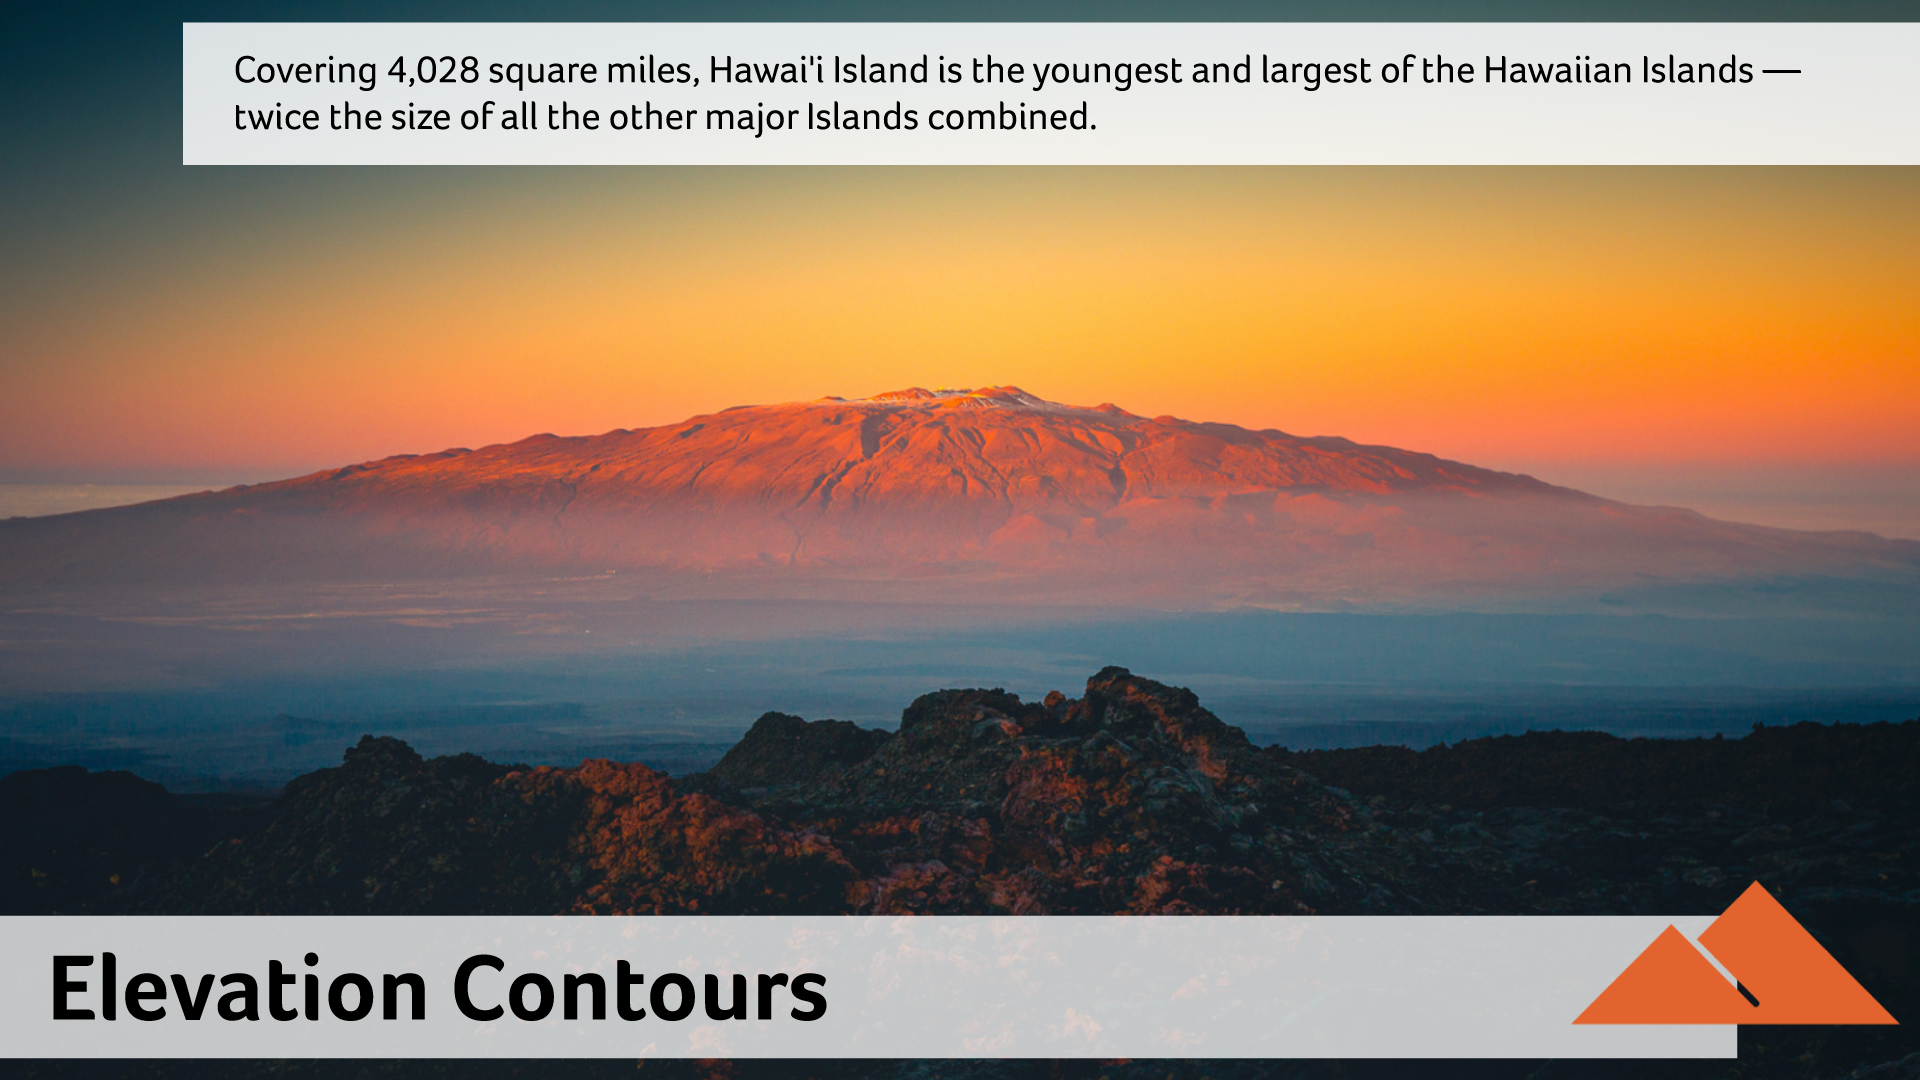 Covering 4,028 square miles, Hawai'i Island is the youngest and largest of the Hawaiian Islands —
twice the size of all the other major Islands combined.
Elevation Contours